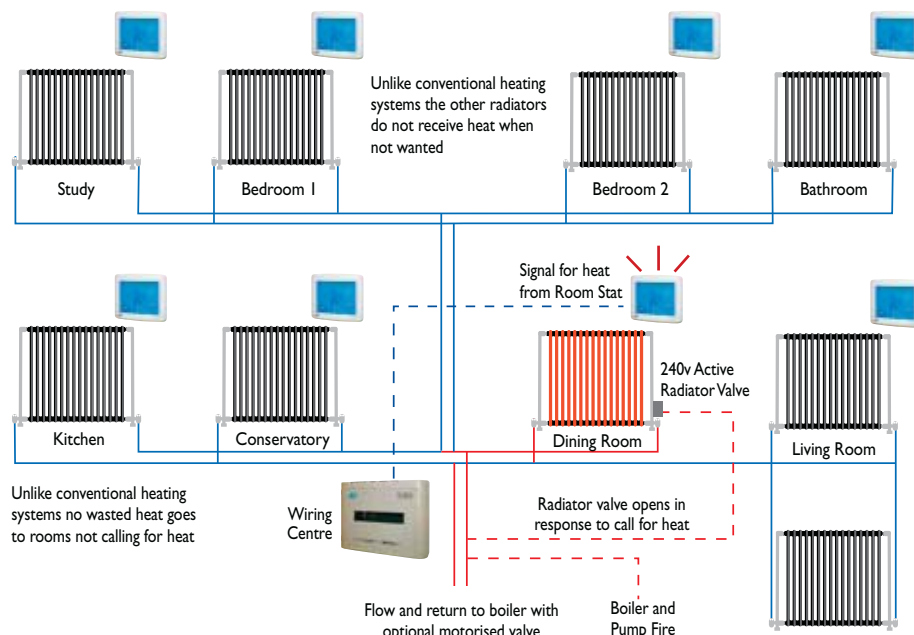 Unlike conventional heating
systems the other radiators
do not receive heat when
not wanted
Study
Bedroom 1
Bedroom 2
Bathroom
Signal for heat
from Room Stat
240v Active
Radiator Valve
Kitchen
Conservatory
Dining Room
Living Room
Unlike conventional heating
systems no wasted heat goes
to rooms not calling for heat
Wiring
Centre
Radiator valve opens in
response to call for heat
Flow and return to boiler with
optional motorised valve
Boiler and
Pump Fire